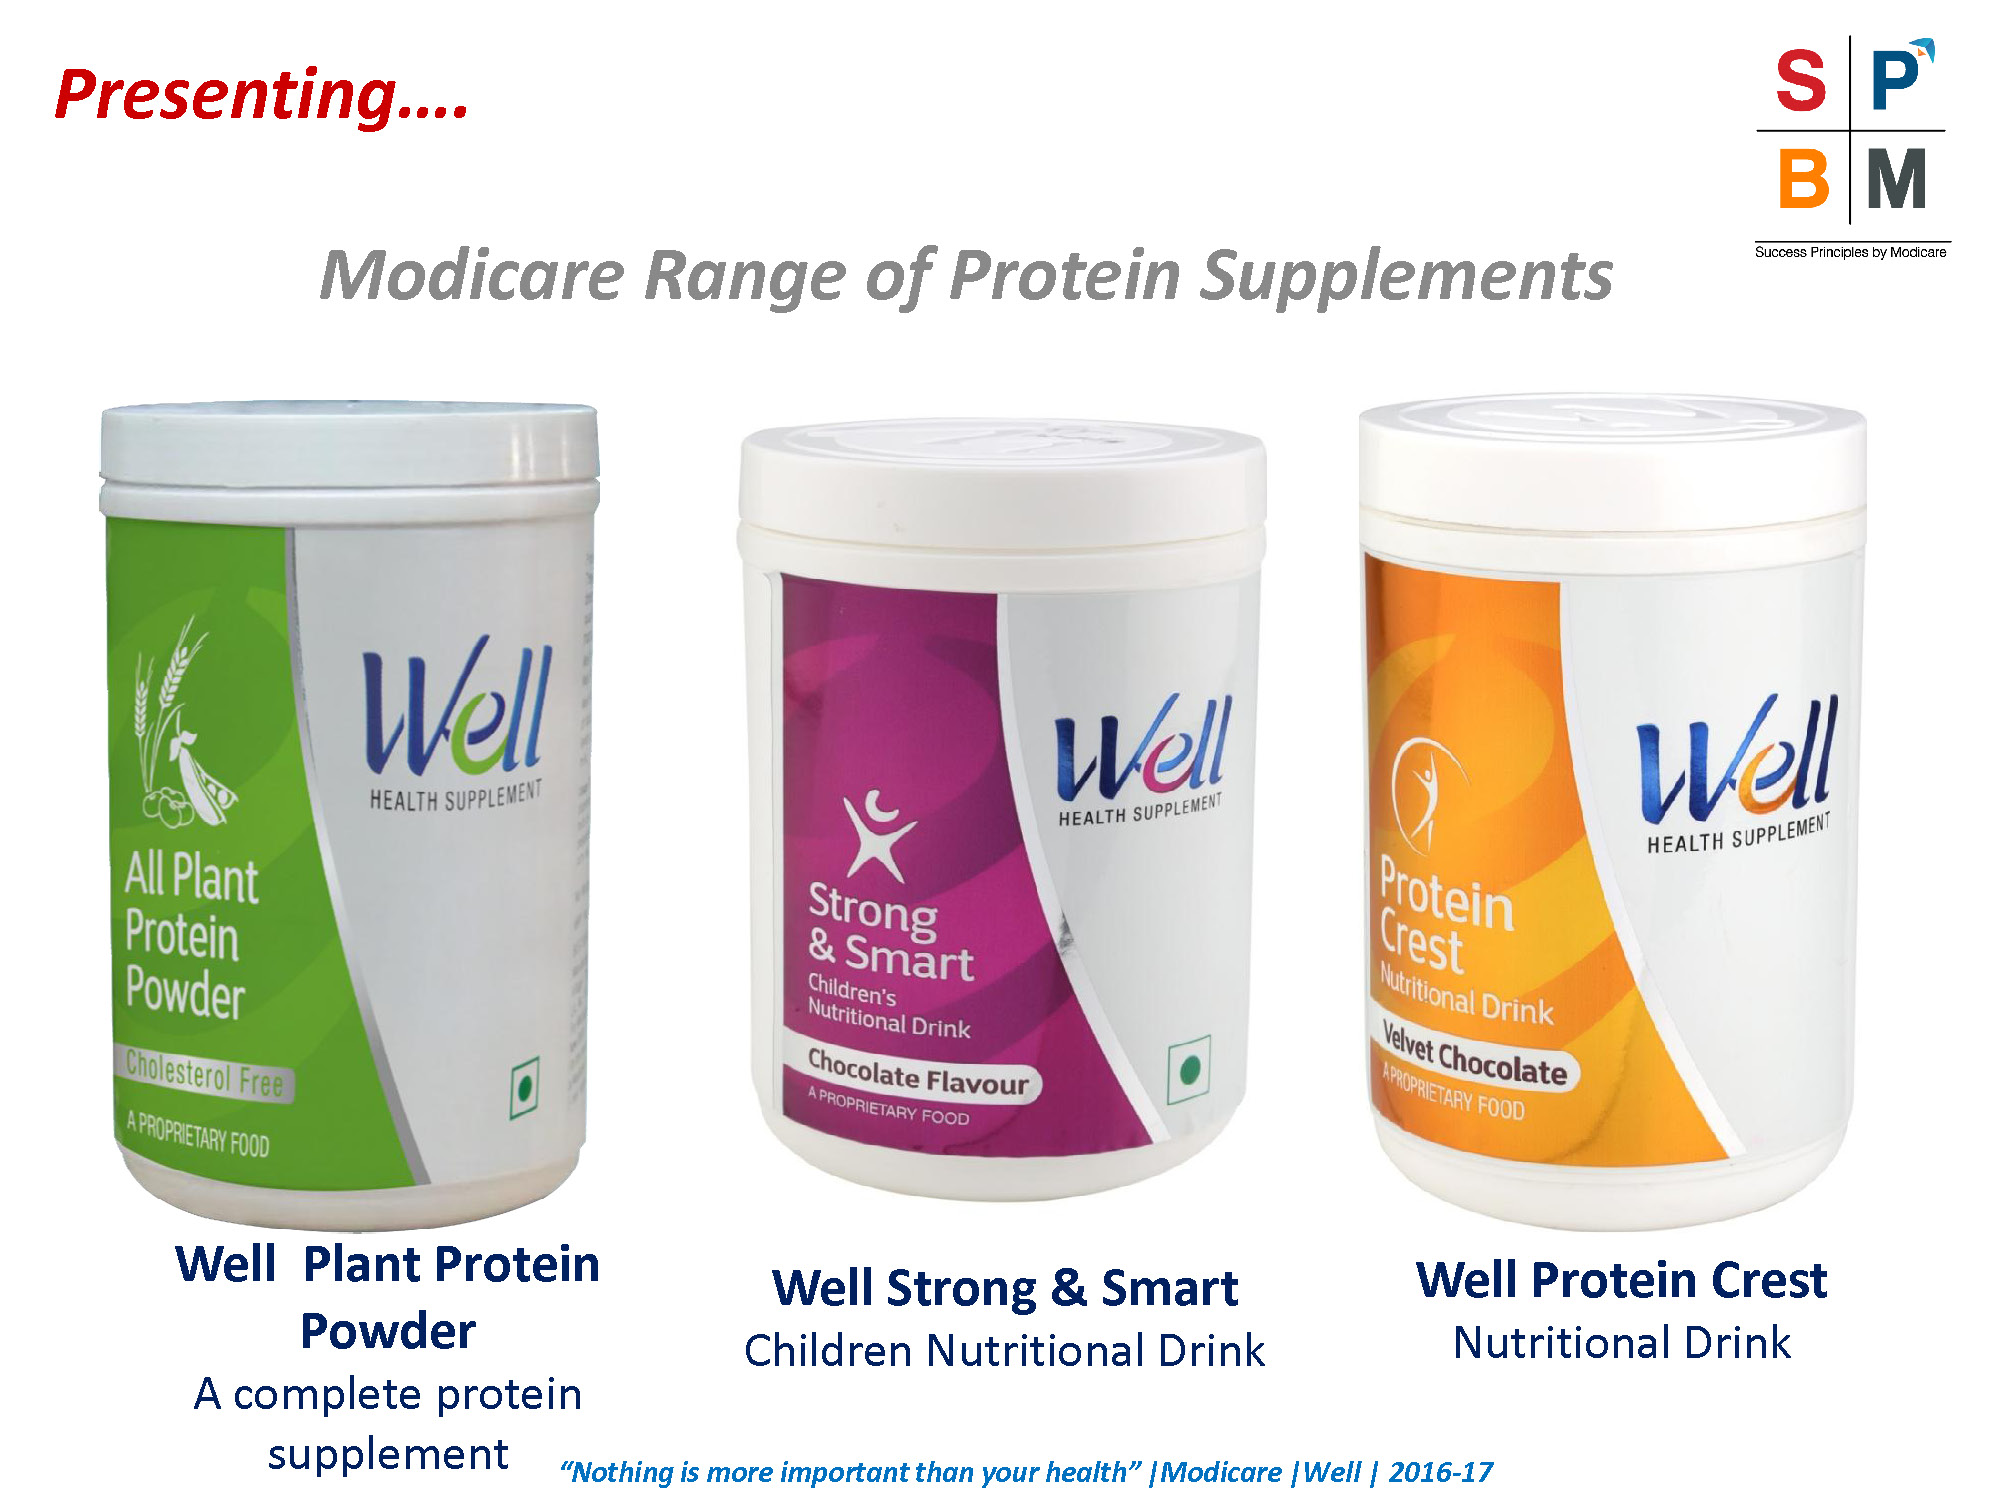 Presenting....
S P
B M
Success Principles by Modicare
Modicare Range of Protein Supplements
All Plant
Protein
Powder
Cholesterol Free
A PROPRIETARY FOOD
Well
HEALTH SUPPLEMENT
Strong
& Smart
Children's
Nutritional Drink
Chocolate Flavour
A PROPRIETARY FOOD
Well
HEALTH SUPPLEMENT
Protein
Crest
Nutritional Drink
Velvet Chocolate
A PROPRIETARY FOOD
Well
HEALTH SUPPLEMENT
Well Plant Protein
Powder
A complete protein
supplement
Well Strong & Smart
Children Nutritional Drink
Well Protein Crest
Nutritional Drink
“Nothing is more important than your health” |Modicare |Well | 2016-17